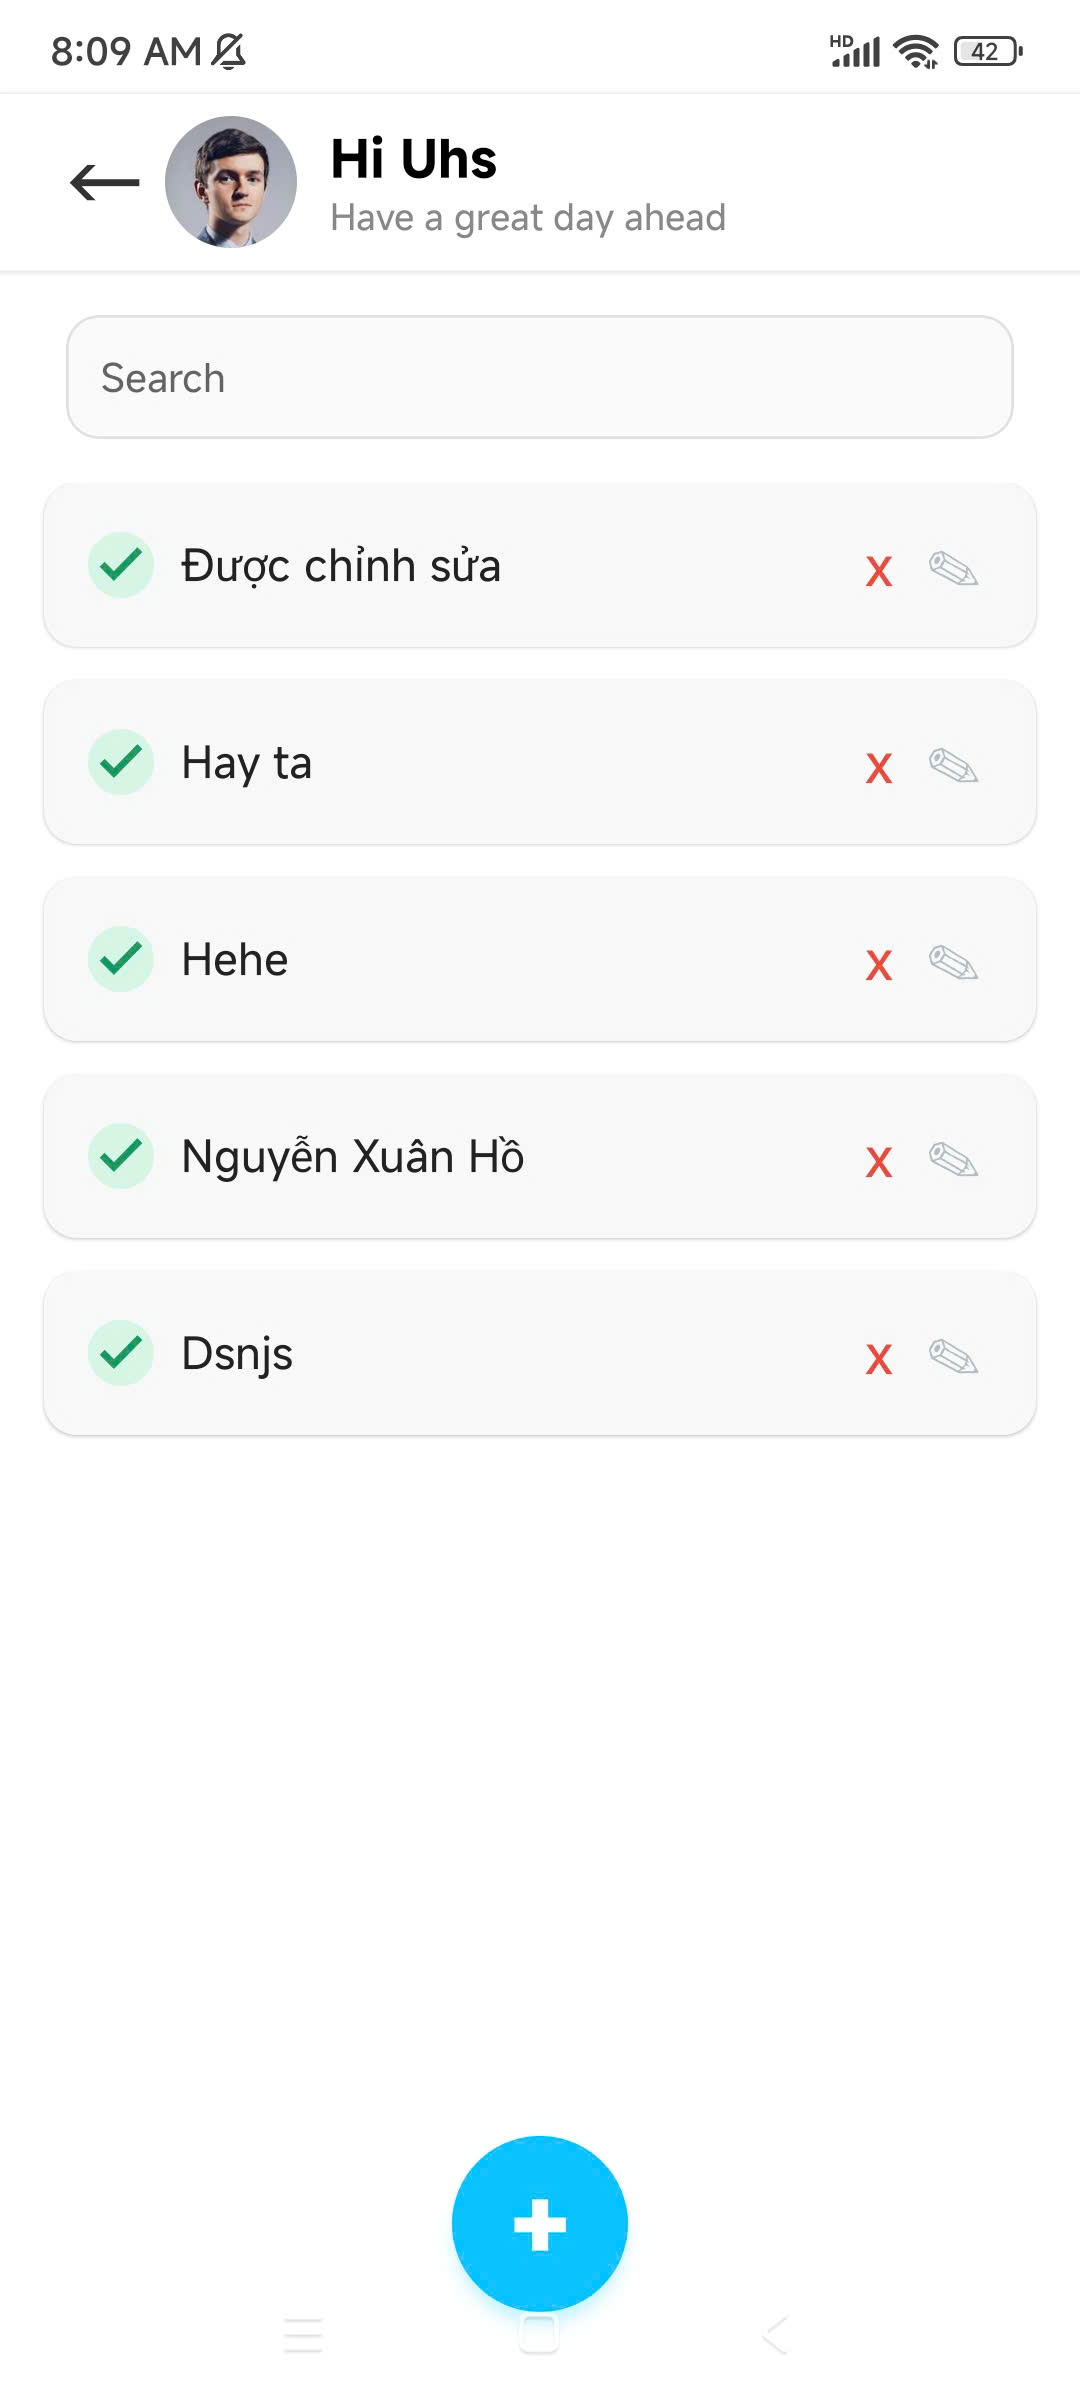 8:09 AM
HD
42
Hi Uhs
Have a great day ahead
Search
Được chỉnh sửa
x
Hay ta
x
Hehe
x
Nguyễn Xuân Hồ
x
Dsnjs
x